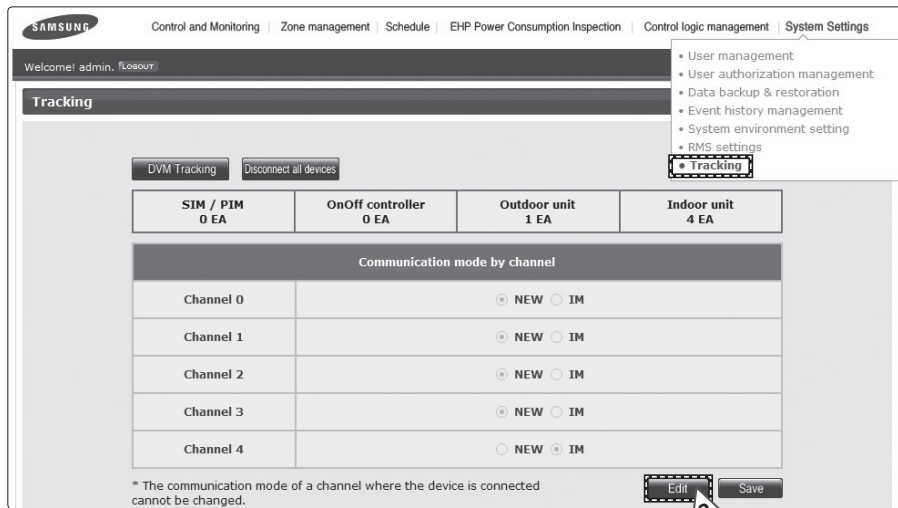 SAMSUNG
Control and Monitoring | Zone management | Schedule | EHP Power Consumption Inspection | Control logic management | System Settings
Welcome! admin. LOGOUT
• User management
• User authorization management
• Data backup & restoration
• Event history management
• System environment setting
• RMS settings
• Tracking
Tracking
DVM Tracking Disconnect all devices
SIM / PIM OnOff controller Outdoor unit Indoor unit
0 EA 0 EA 1 EA 4 EA
Communication mode by channel
Channel 0 NEW IM
Channel 1 NEW IM
Channel 2 NEW IM
Channel 3 NEW IM
Channel 4 NEW IM
* The communication mode of a channel where the device is connected
cannot be changed.
Edit Save